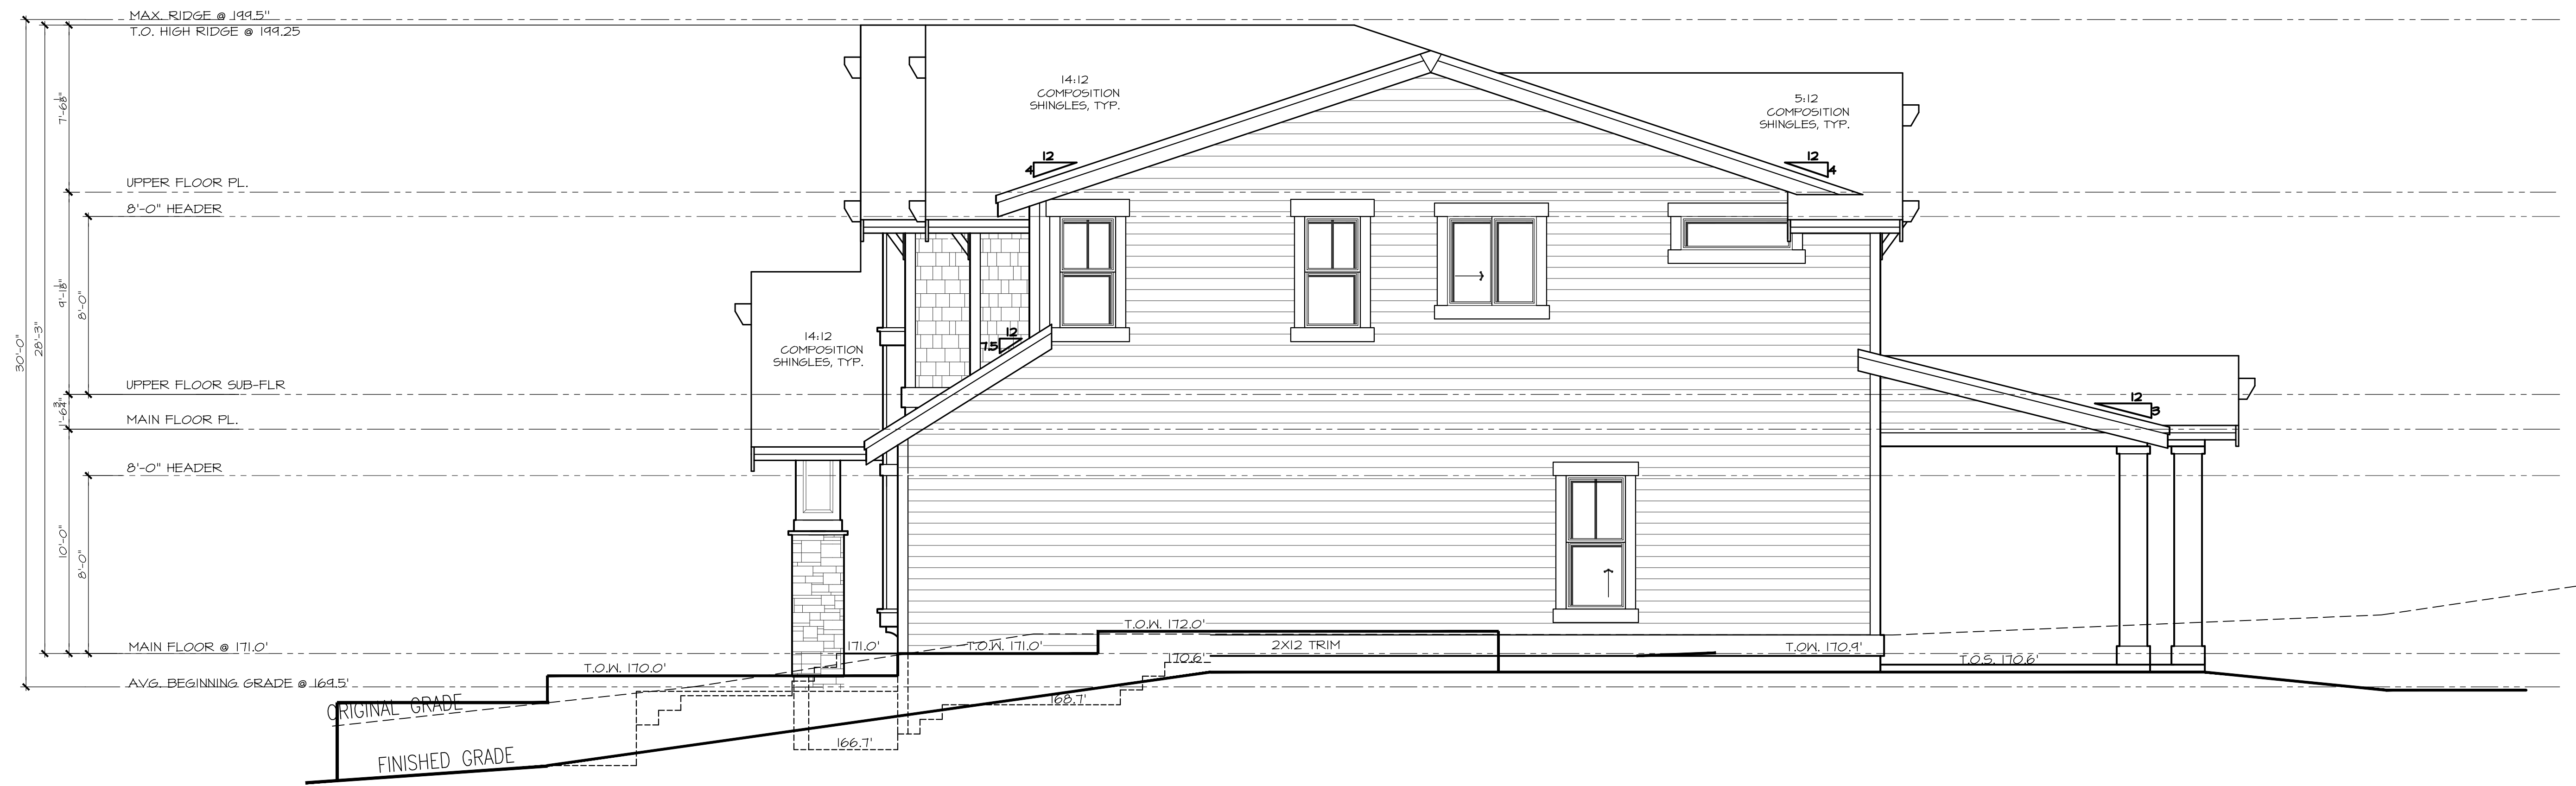 MAX. RIDGE @ 199.5"
T.O. HIGH RIDGE @ 199.25
14:12
COMPOSITION
SHINGLES, TYP.
5:12
COMPOSITION
SHINGLES, TYP.
7'-6 1/8"
12
4
12
4
UPPER FLOOR PL.
8'-0" HEADER
30'-0"
28'-3"
9'-1 1/8"
8'-0"
14:12
COMPOSITION
SHINGLES, TYP.
12
7.5
UPPER FLOOR SUB-FLR
MAIN FLOOR PL.
12
3
8'-0" HEADER
10'-0"
8'-0"
MAIN FLOOR @ 171.0'
171.0'
T.O.W. 171.0'
T.O.W. 172.0'
2X12 TRIM
T.O.W. 170.9'
T.O.W. 170.0'
170.6'
T.O.S. 170.6'
AVG. BEGINNING GRADE @ 169.5'
ORIGINAL GRADE
168.7'
166.7'
FINISHED GRADE